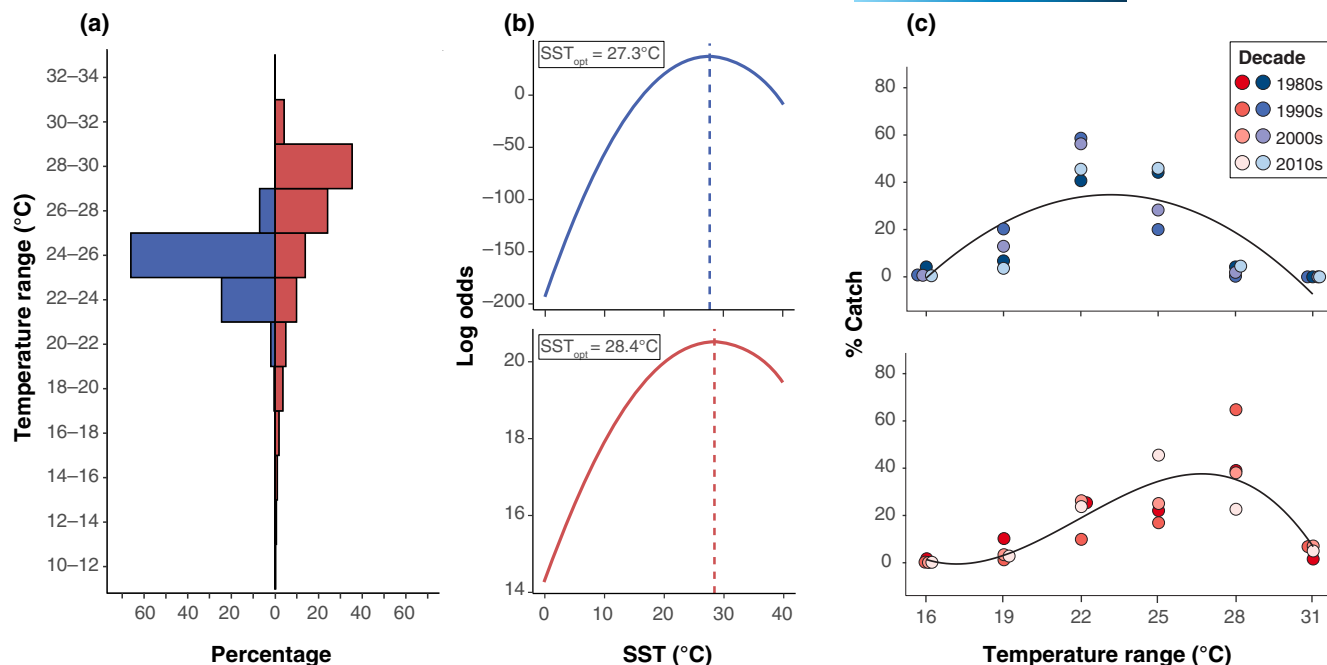 (a)
Temperature range (°C)
32–34
30–32
28–30
26–28
24–26
22–24
20–22
18–20
16–18
14–16
12–14
10–12
60 40 20 0 20 40 60
Percentage
(b)
Log odds
SSTopt = 27.3°C
0
−50
−100
−150
−200
SSTopt = 28.4°C
20
18
16
14
0 10 20 30 40
SST (°C)
(c)
% Catch
80
60
40
20
0
Decade
1980s
1990s
2000s
2010s
80
60
40
20
0
16 19 22 25 28 31
Temperature range (°C)